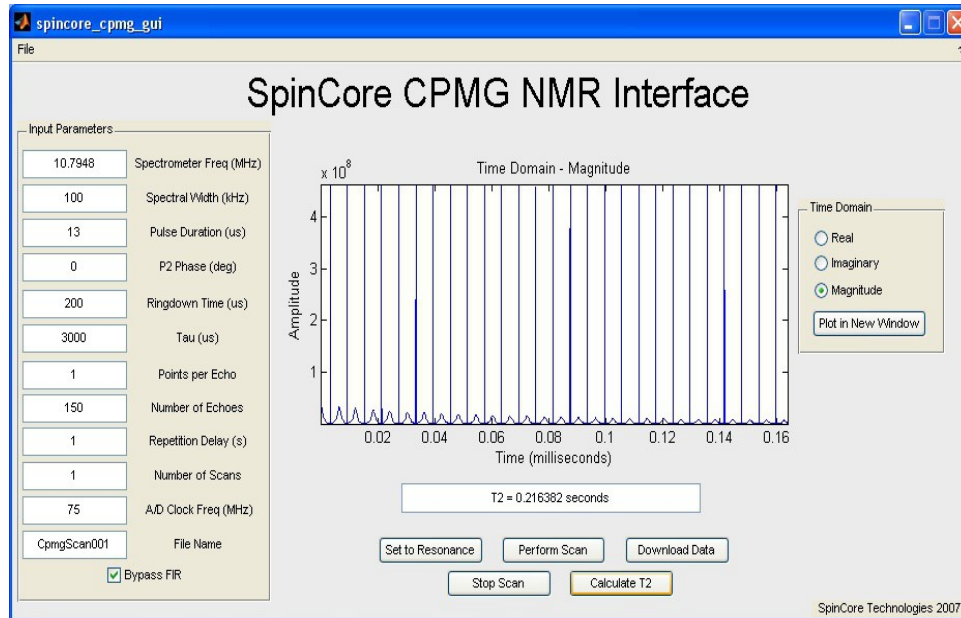 spincore_cpmg_gui
File
SpinCore CPMG NMR Interface
Input Parameters
10.7948 Spectrometer Freq (MHz)
100 Spectral Width (kHz)
13 Pulse Duration (us)
0 P2 Phase (deg)
200 Ringdown Time (us)
3000 Tau (us)
1 Points per Echo
150 Number of Echoes
1 Repetition Delay (s)
1 Number of Scans
75 A/D Clock Freq (MHz)
CpmgScan001 File Name
Bypass FIR
x 10^8
Time Domain - Magnitude
4
3
2
1
Amplitude
0.02 0.04 0.06 0.08 0.1 0.12 0.14 0.16
Time (milliseconds)
T2 = 0.216382 seconds
Set to Resonance Perform Scan Download Data
Stop Scan Calculate T2
Time Domain
Real
Imaginary
Magnitude
Plot in New Window
SpinCore Technologies 2007